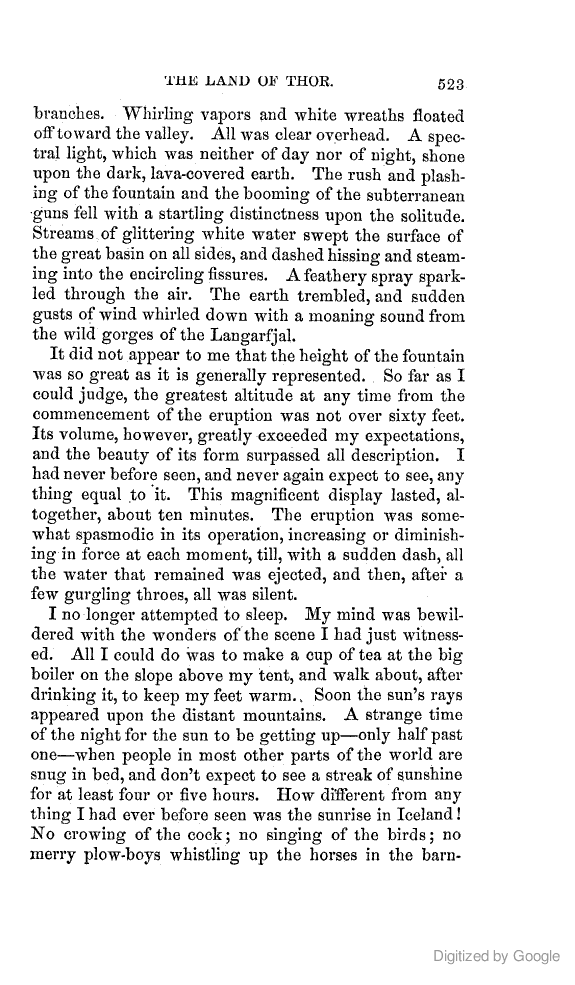 THE LAND OF THOR. 523
branches. Whirling vapors and white wreaths floated
off toward the valley. All was clear overhead. A spec-
tral light, which was neither of day nor of night, shone
upon the dark, lava-covered earth. The rush and plash-
ing of the fountain and the booming of the subterranean
guns fell with a startling distinctness upon the solitude.
Streams of glittering white water swept the surface of
the great basin on all sides, and dashed hissing and steam-
ing into the encircling fissures. A feathery spray spark-
led through the air. The earth trembled, and sudden
gusts of wind whirled down with a moaning sound from
the wild gorges of the Langarfjal.
It did not appear to me that the height of the fountain
was so great as it is generally represented. So far as I
could judge, the greatest altitude at any time from the
commencement of the eruption was not over sixty feet.
Its volume, however, greatly exceeded my expectations,
and the beauty of its form surpassed all description. I
had never before seen, and never again expect to see, any
thing equal to it. This magnificent display lasted, al-
together, about ten minutes. The eruption was some-
what spasmodic in its operation, increasing or diminish-
ing in force at each moment, till, with a sudden dash, all
the water that remained was ejected, and then, after a
few gurgling throes, all was silent.
I no longer attempted to sleep. My mind was bewil-
dered with the wonders of the scene I had just witness-
ed. All I could do was to make a cup of tea at the big
boiler on the slope above my tent, and walk about, after
drinking it, to keep my feet warm. Soon the sun's rays
appeared upon the distant mountains. A strange time
of the night for the sun to be getting up—only half past
one—when people in most other parts of the world are
snug in bed, and don't expect to see a streak of sunshine
for at least four or five hours. How different from any
thing I had ever before seen was the sunrise in Iceland!
No crowing of the cock; no singing of the birds; no
merry plow-boys whistling up the horses in the barn-
Digitized by Google